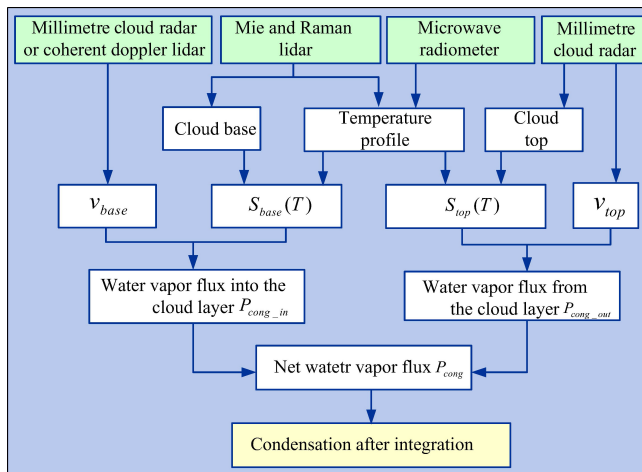 Millimetre cloud radar
or coherent doppler lidar
Mie and Raman
lidar
Microwave
radiometer
Millimetre
cloud radar
Cloud base
Temperature
profile
Cloud
top
v_base
S_base(T)
S_top(T)
v_top
Water vapor flux into the
cloud layer P_cong_in
Water vapor flux from
the cloud layer P_cong_out
Net watetr vapor flux P_cong
Condensation after integration